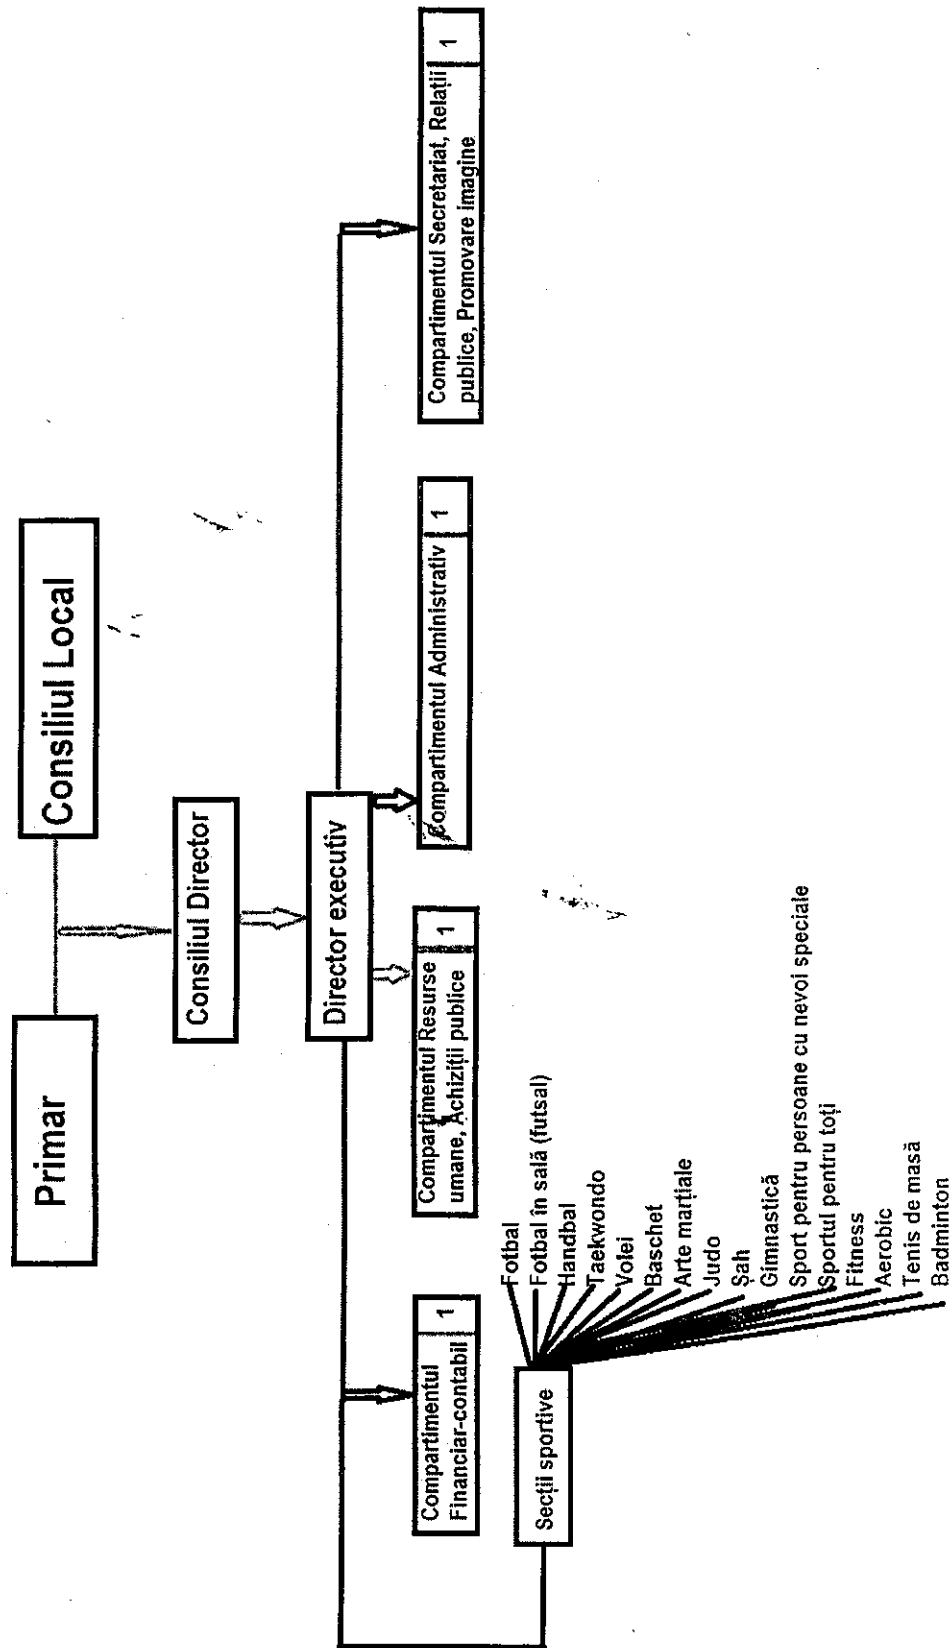 Primar
Consiliul Local
Consiliul Director
Director executiv
Compartimentul
Financiar-contabil
1
Compartimentul Resurse
umane, Achiziții publice
1
Compartimentul Administrativ
1
Compartimentul Secretariat, Relații
publice, Promovare imagine
1
Secții sportive
Fotbal
Fotbal în sală (futsal)
Handbal
Taekwondo
Volei
Baschet
Arte marțiale
Judo
Șah
Gimnastică
Sport pentru persoane cu nevoi speciale
Sportul pentru toți
Fitness
Aerobic
Tenis de masă
Badminton